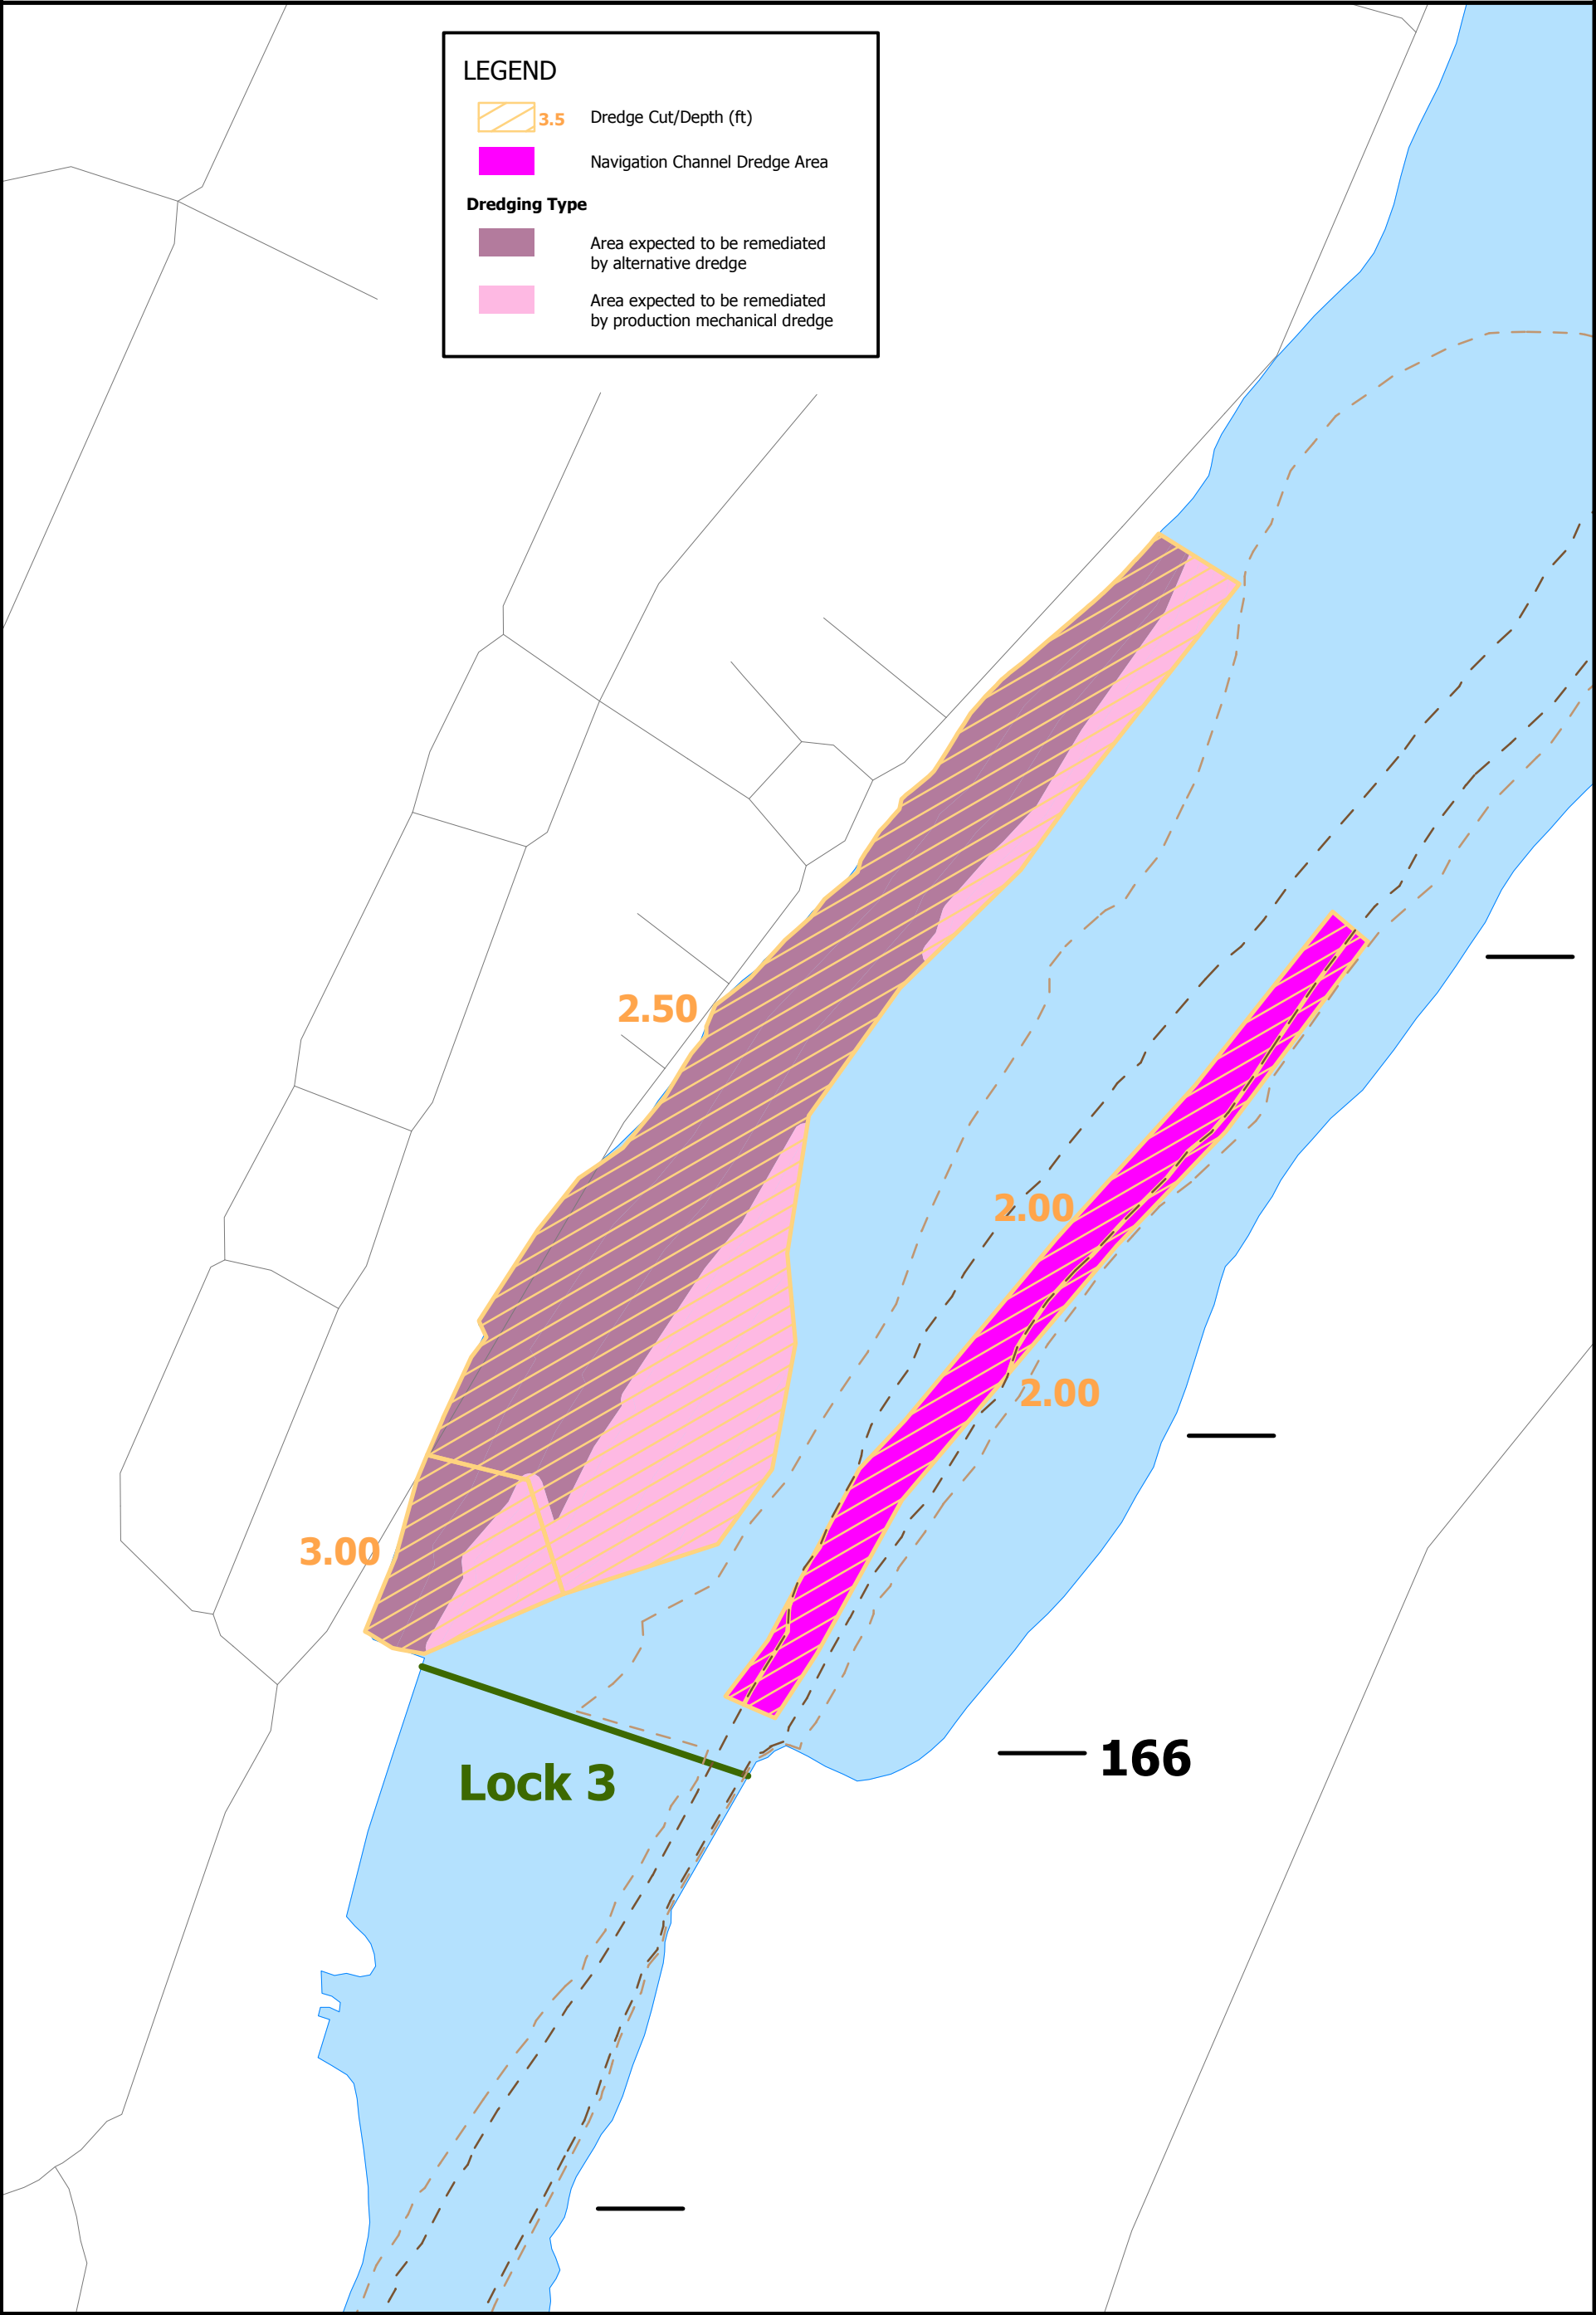 LEGEND
3.5 Dredge Cut/Depth (ft)
Navigation Channel Dredge Area
Dredging Type
Area expected to be remediated
by alternative dredge
Area expected to be remediated
by production mechanical dredge
2.50
2.00
2.00
3.00
166
Lock 3